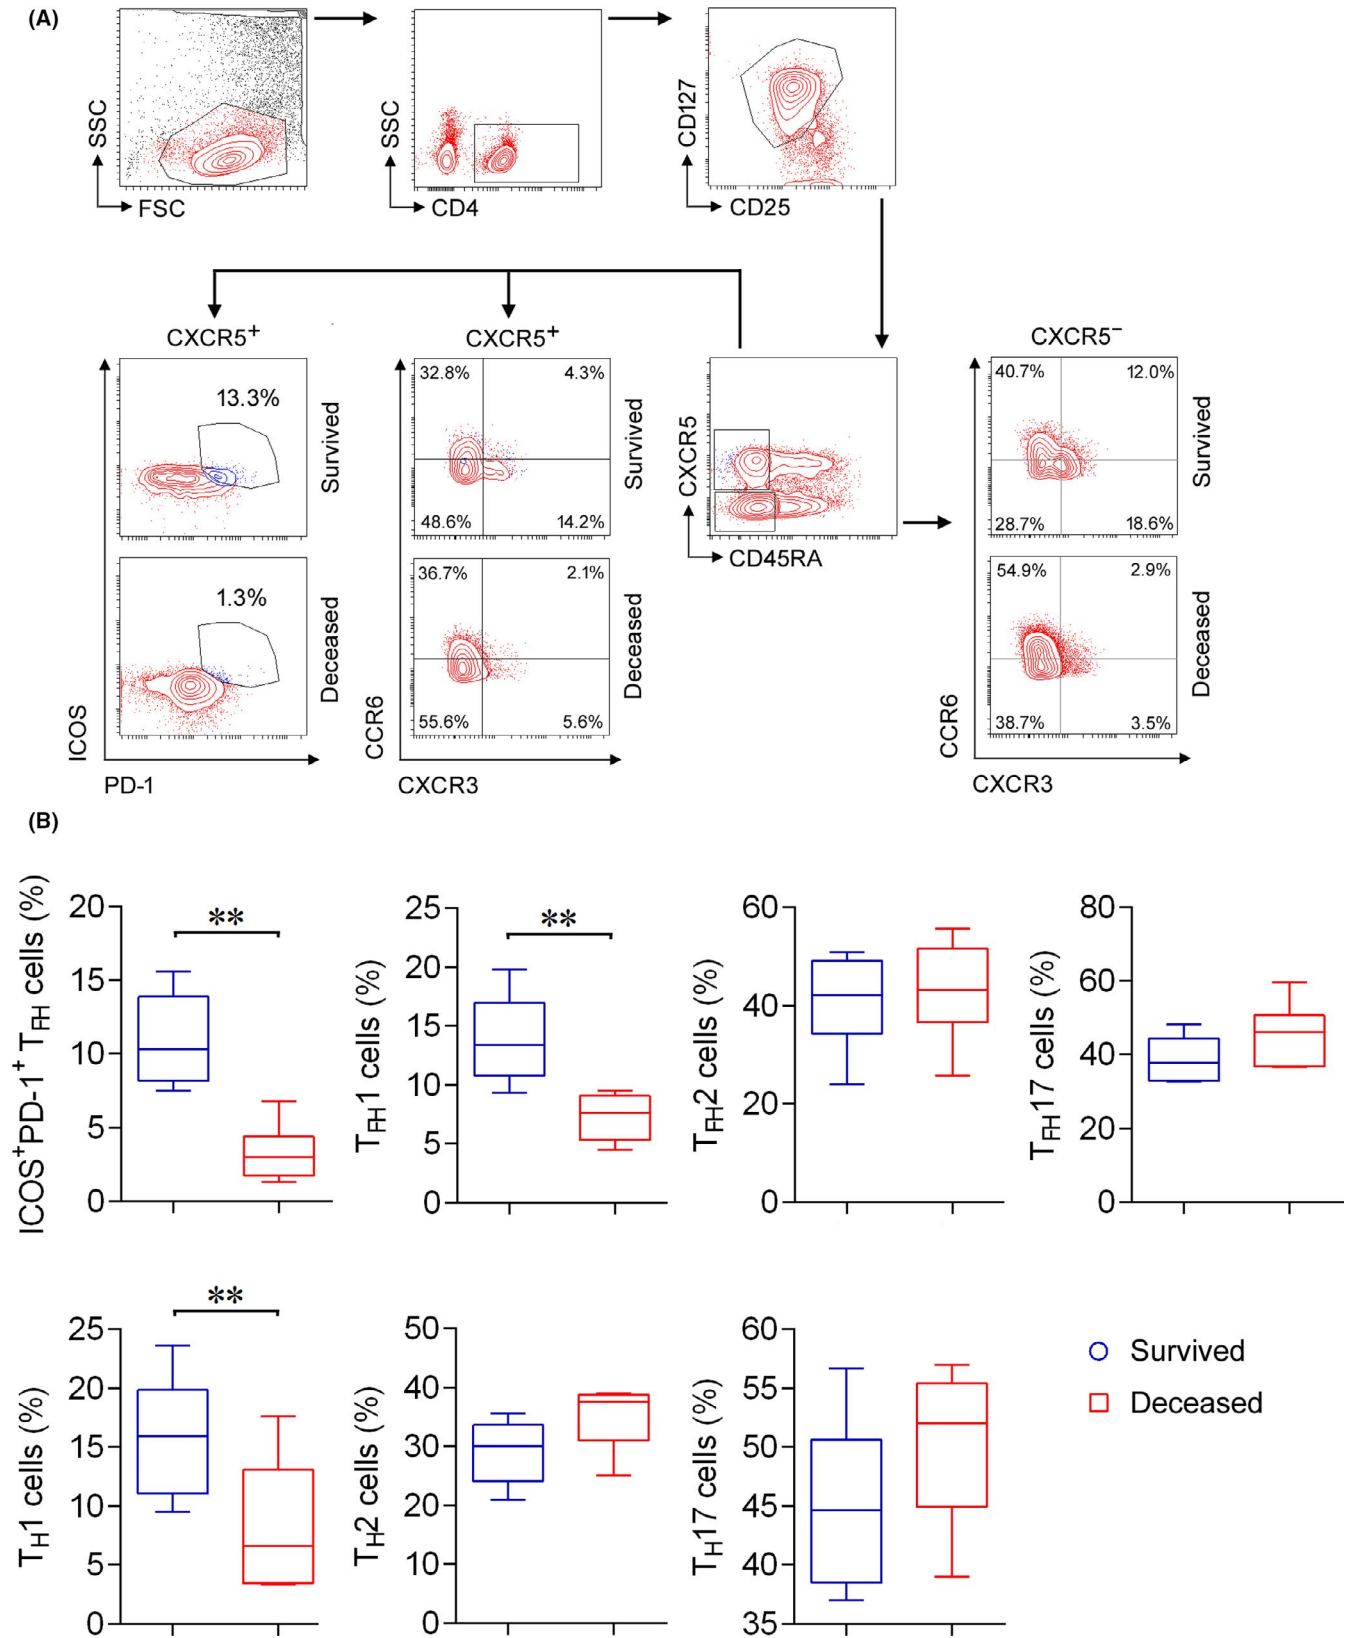 (A)
SSC
FSC
SSC
CD4
CD127
CD25
CXCR5+
13.3%
Survived
1.3%
Deceased
ICOS
PD-1
CXCR5+
32.8% 4.3%
48.6% 14.2%
Survived
36.7% 2.1%
55.6% 5.6%
Deceased
CCR6
CXCR3
CXCR5
CD45RA
CXCR5−
40.7% 12.0%
28.7% 18.6%
Survived
54.9% 2.9%
38.7% 3.5%
Deceased
CCR6
CXCR3
(B)
ICOS+PD-1+ TFH cells (%)
20
15
10
5
0
**
TFH1 cells (%)
25
20
15
10
5
0
**
TFH2 cells (%)
60
40
20
0
TFH17 cells (%)
80
60
40
20
0
TH1 cells (%)
25
20
15
10
5
0
**
TH2 cells (%)
50
40
30
20
10
0
TH17 cells (%)
60
55
50
45
40
35
Survived
Deceased